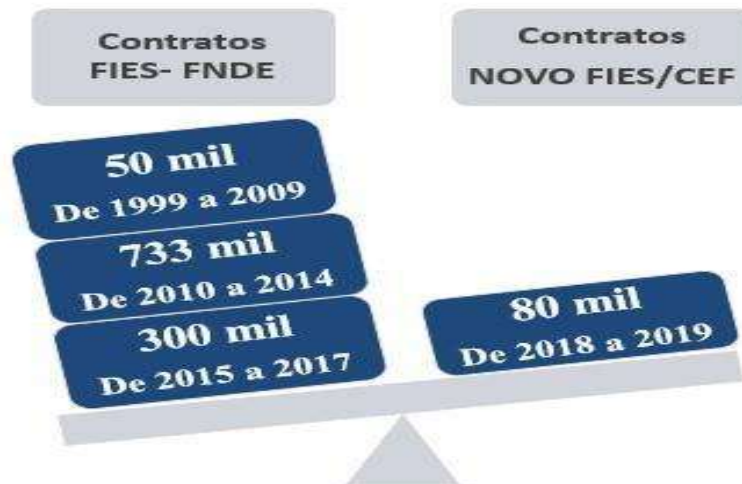 Contratos
FIES- FNDE
Contratos
NOVO FIES/CEF
50 mil
De 1999 a 2009
733 mil
De 2010 a 2014
300 mil
De 2015 a 2017
80 mil
De 2018 a 2019